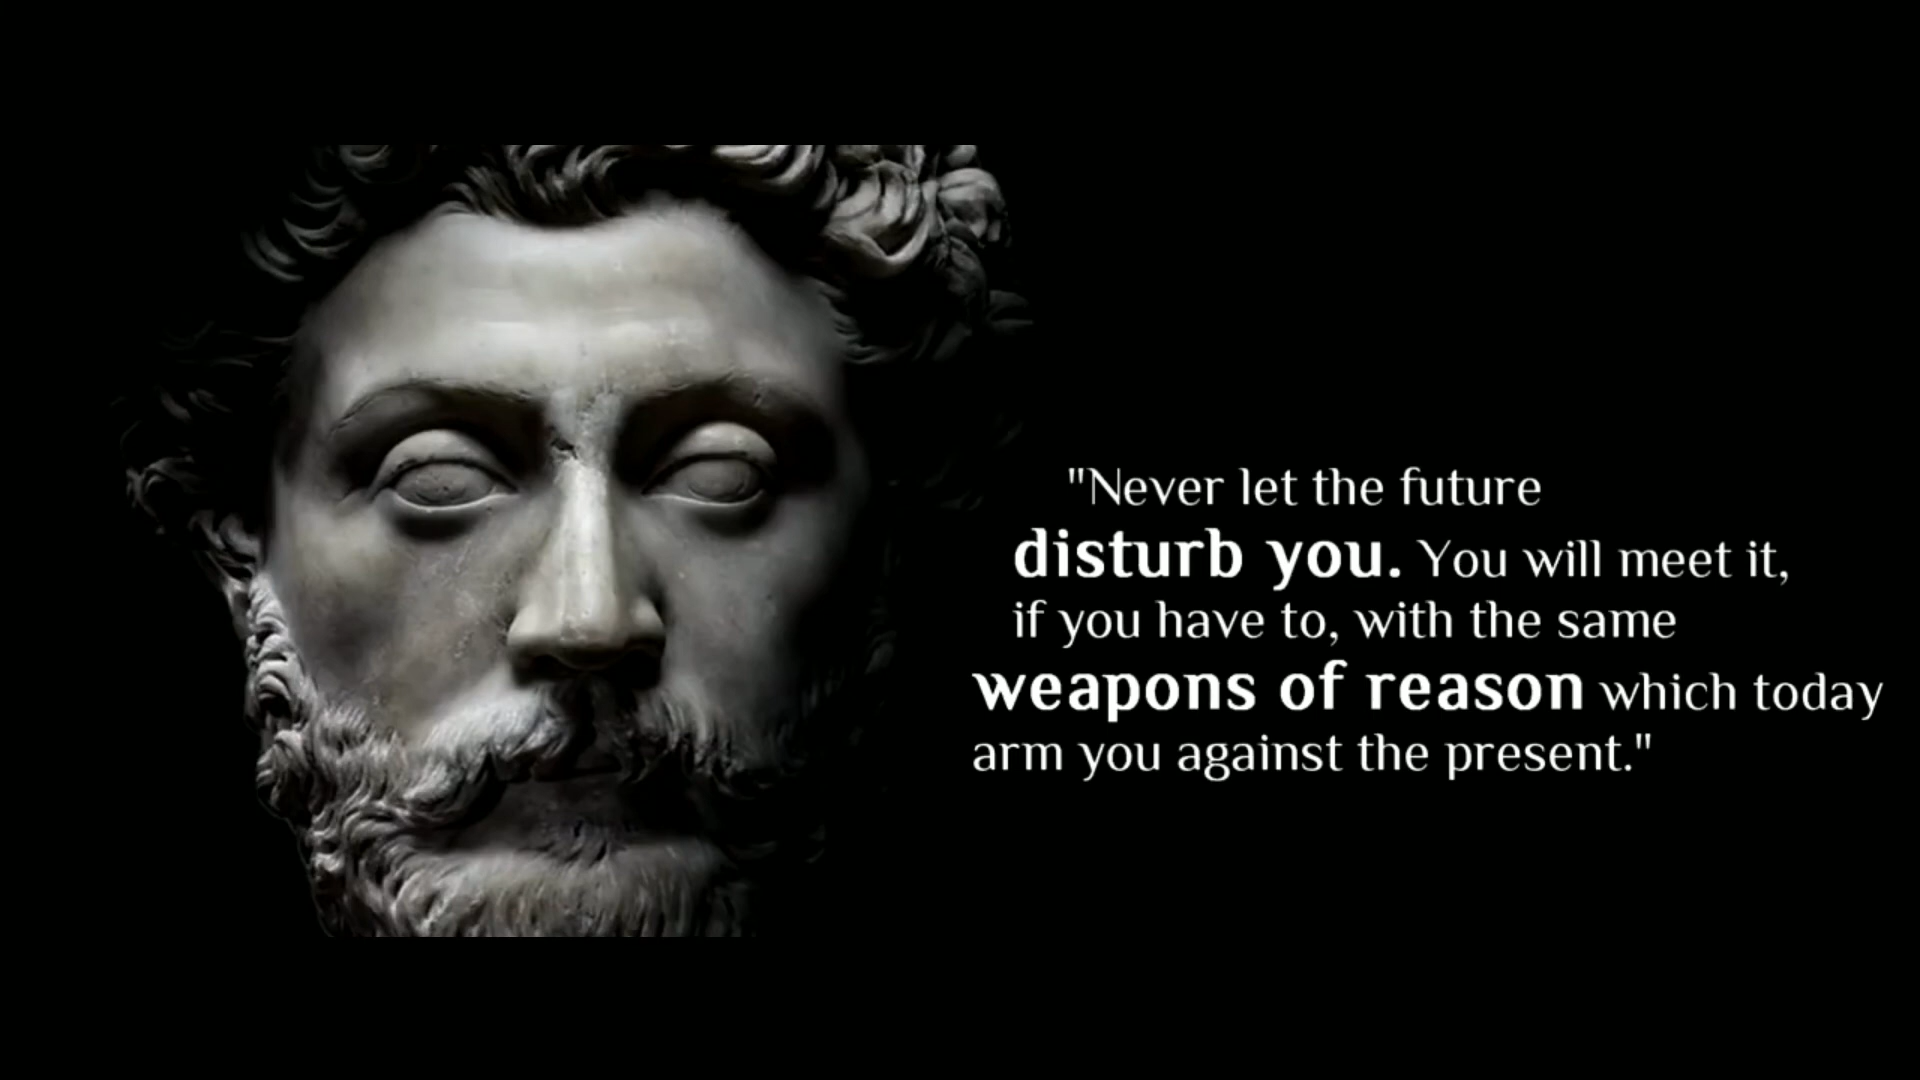 "Never let the future
disturb you. You will meet it,
if you have to, with the same
weapons of reason which today
arm you against the present."